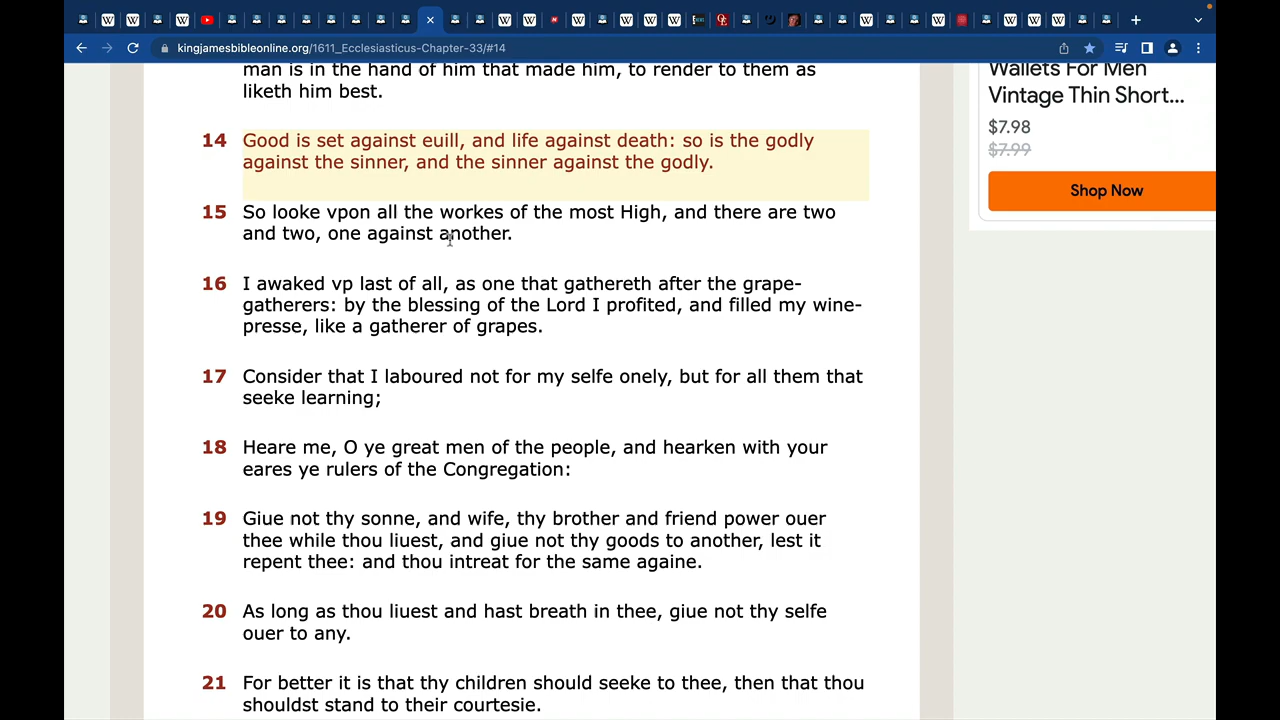 kingjamesbibleonline.org/1611_Ecclesiasticus-Chapter-33/#14
man is in the hand of him that made him, to render to them as
liketh him best.
14 Good is set against euill, and life against death: so is the godly
against the sinner, and the sinner against the godly.
15 So looke vpon all the workes of the most High, and there are two
and two, one against another.
16 I awaked vp last of all, as one that gathereth after the grape-
gatherers: by the blessing of the Lord I profited, and filled my wine-
presse, like a gatherer of grapes.
17 Consider that I laboured not for my selfe onely, but for all them that
seeke learning;
18 Heare me, O ye great men of the people, and hearken with your
eares ye rulers of the Congregation:
19 Giue not thy sonne, and wife, thy brother and friend power ouer
thee while thou liuest, and giue not thy goods to another, lest it
repent thee: and thou intreat for the same againe.
20 As long as thou liuest and hast breath in thee, giue not thy selfe
ouer to any.
21 For better it is that thy children should seeke to thee, then that thou
shouldst stand to their courtesie.
Wallets For Men
Vintage Thin Short...
$7.98
$7.99
Shop Now